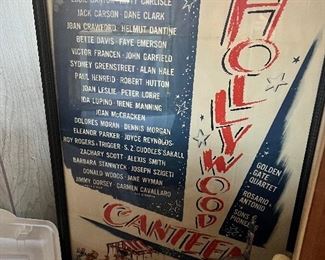 EDDIE CANTOR · KITTY CARLISLE
JACK CARSON · DANE CLARK
JOAN CRAWFORD · HELMUT DANTINE
BETTE DAVIS · FAYE EMERSON
VICTOR FRANCEN · JOHN GARFIELD
SYDNEY GREENSTREET · ALAN HALE
PAUL HENREID · ROBERT HUTTON
JOAN LESLIE · PETER LORRE
IDA LUPINO · IRENE MANNING
JOAN McCRACKEN
DOLORES MORAN · DENNIS MORGAN
ELEANOR PARKER · JOYCE REYNOLDS
ROY ROGERS & TRIGGER · S.Z. CUDDLES SAKALL
ZACHARY SCOTT · ALEXIS SMITH
BARBARA STANWYCK · JOSEPH SZIGETI
DONALD WOODS · JANE WYMAN
JIMMY DORSEY · CARMEN CAVALLARO
HOLLYWOOD
CANTEEN
GOLDEN
GATE
QUARTET
ROSARIO
ANTONIO
SONS
PIONEERS